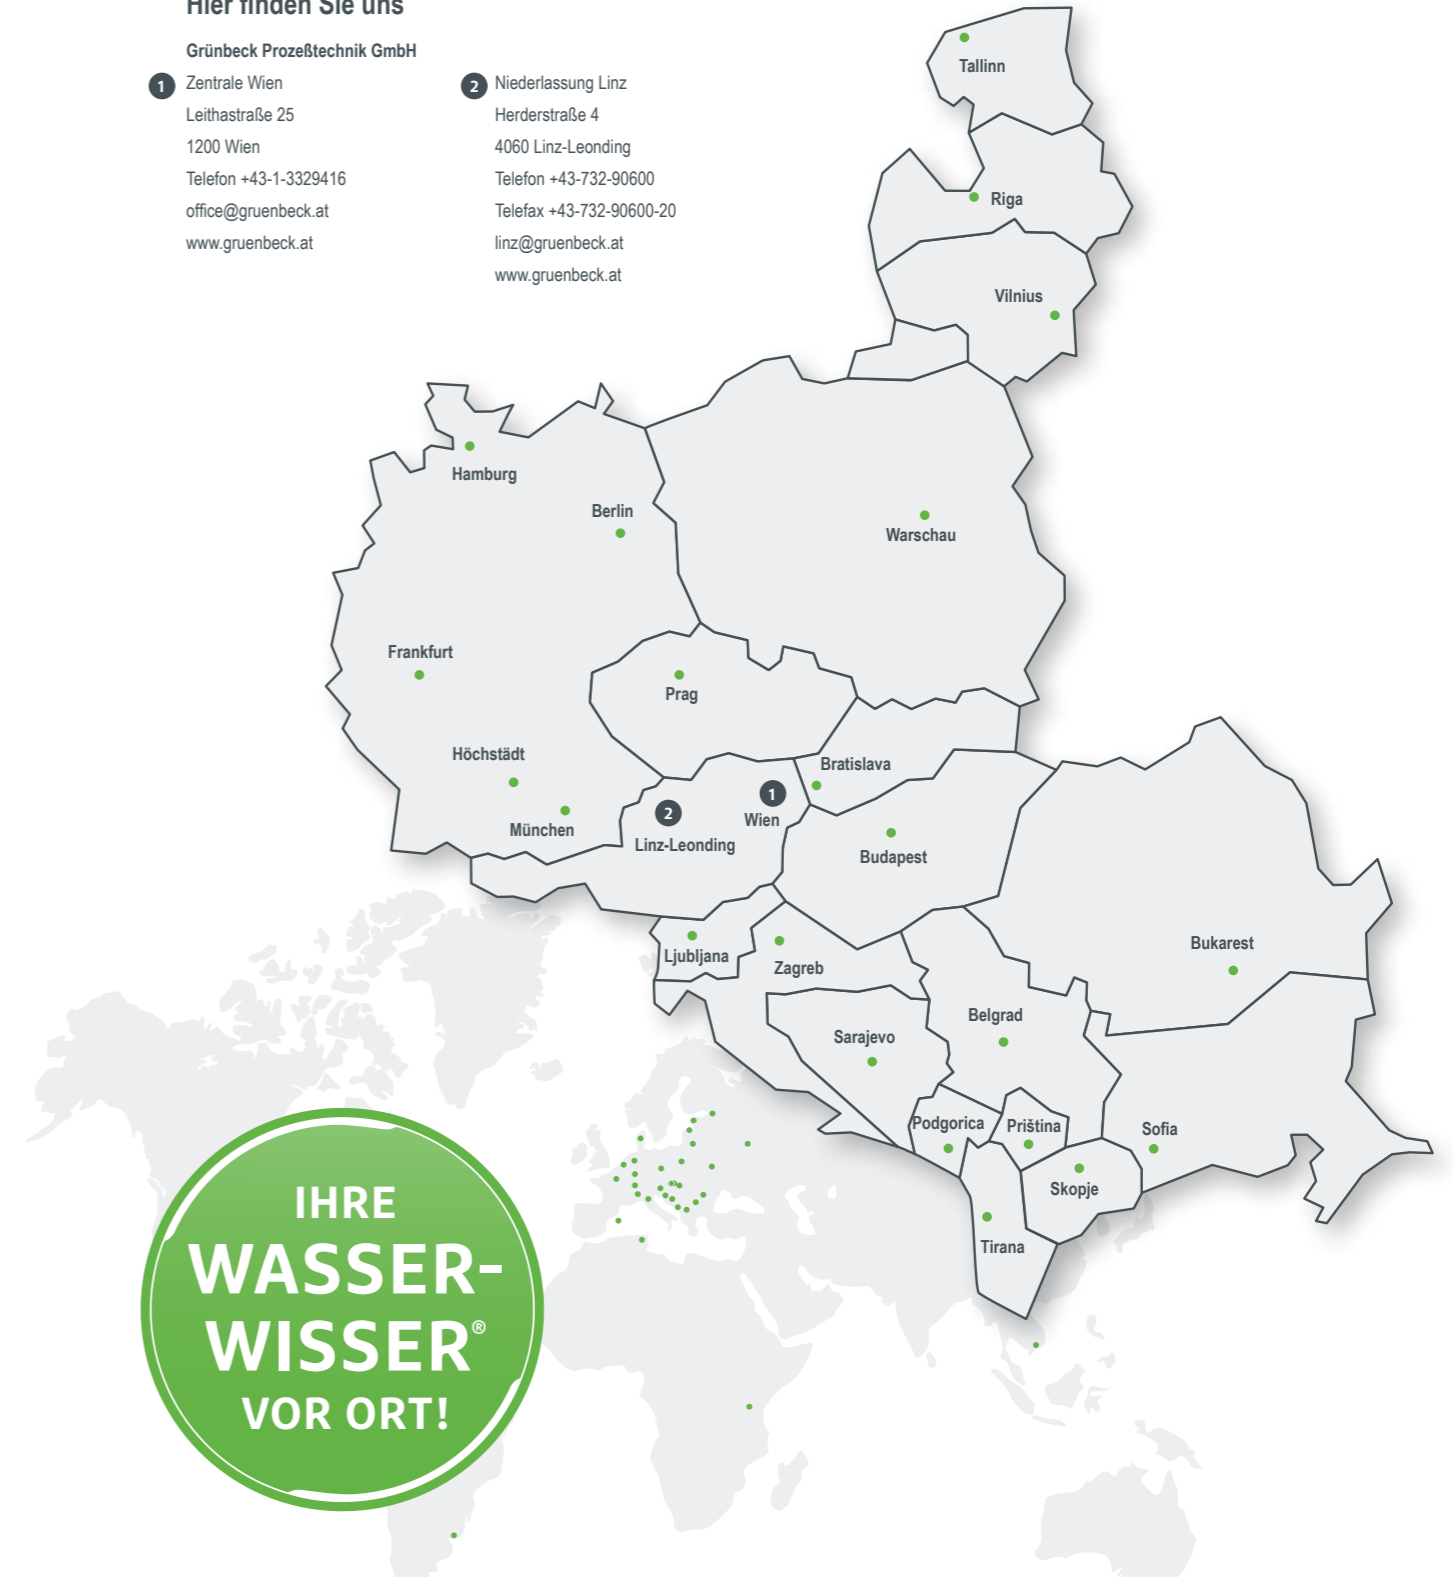 Hier finden Sie uns
Grünbeck Prozeßtechnik GmbH
1 Zentrale Wien
Leithastraße 25
1200 Wien
Telefon +43-1-3329416
office@gruenbeck.at
www.gruenbeck.at
2 Niederlassung Linz
Herderstraße 4
4060 Linz-Leonding
Telefon +43-732-90600
Telefax +43-732-90600-20
linz@gruenbeck.at
www.gruenbeck.at
Tallinn
Riga
Vilnius
Hamburg
Berlin
Warschau
Frankfurt
Prag
Höchstädt
Bratislava
1
Wien
2
München
Linz-Leonding
Budapest
Bukarest
Ljubljana
Zagreb
Belgrad
Sarajevo
Podgorica
Priština
Sofia
Skopje
Tirana
IHRE
WASSER-
WISSER®
VOR ORT!